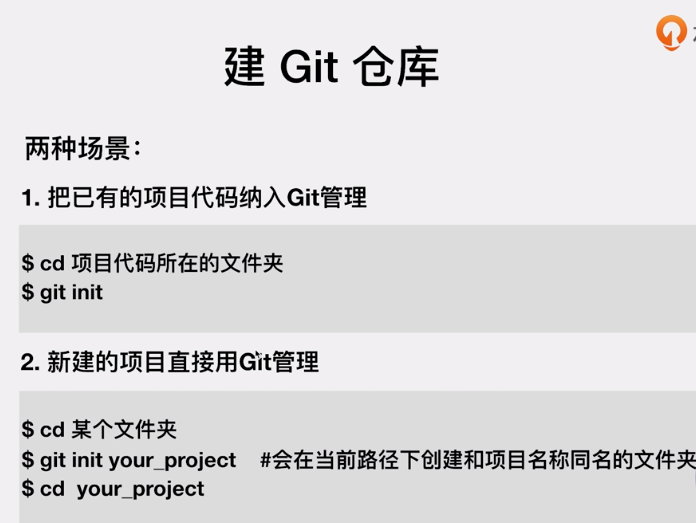 建 Git 仓库
两种场景：
1. 把已有的项目代码纳入Git管理
$ cd 项目代码所在的文件夹
$ git init
2. 新建的项目直接用Git管理
$ cd 某个文件夹
$ git init your_project #会在当前路径下创建和项目名称同名的文件夹
$ cd your_project